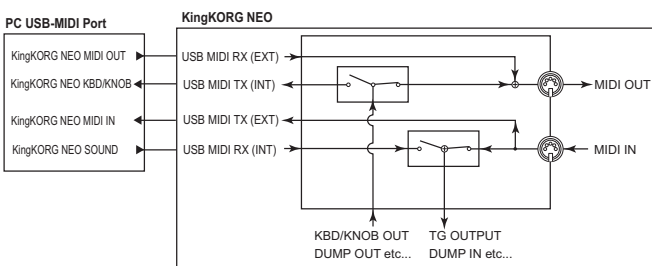 PC USB-MIDI Port
KingKORG NEO
KingKORG NEO MIDI OUT
USB MIDI RX (EXT)
KingKORG NEO KBD/KNOB
USB MIDI TX (INT)
MIDI OUT
KingKORG NEO MIDI IN
USB MIDI TX (EXT)
KingKORG NEO SOUND
USB MIDI RX (INT)
MIDI IN
KBD/KNOB OUT
DUMP OUT etc...
TG OUTPUT
DUMP IN etc...